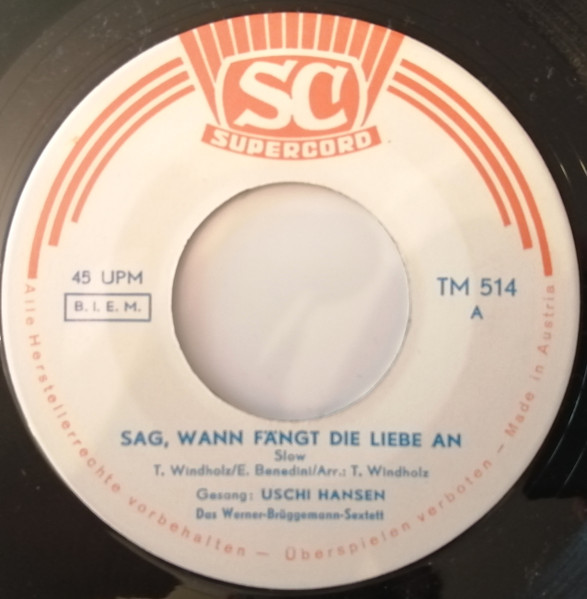 SC
SUPERCORD
45 UPM
B. I. E. M.
TM 514
A
SAG, WANN FÄNGT DIE LIEBE AN
Slow
T. Windholz/E. Benedini/Arr.: T. Windholz
Gesang: USCHI HANSEN
Das Werner-Brüggemann-Sextett
Alle Herstellerrechte vorbehalten — Überspielen verboten — Made in Austria